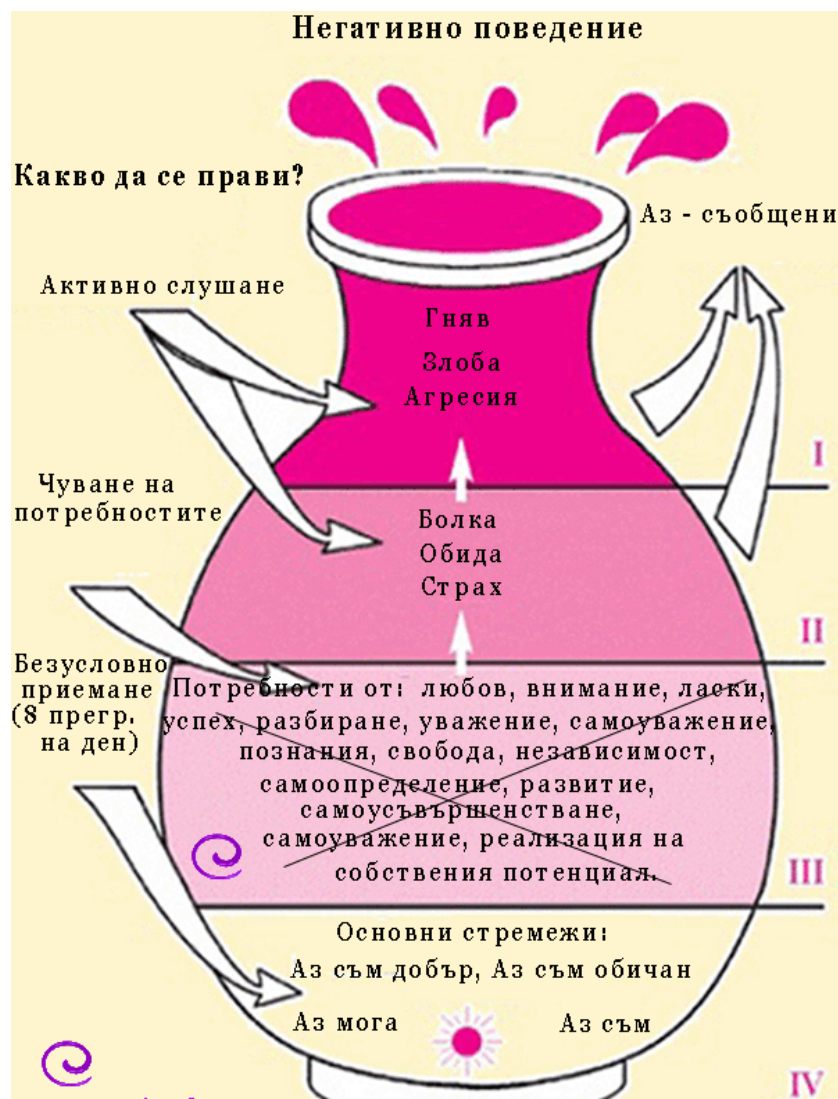 Негативно поведение
Какво да се прави?
Аз - съобщени
Активно слушане
Гняв
Злоба
Агресия
I
Чуване на
потребностите
Болка
Обида
Страх
II
Безусловно
приемане
(8 прегр.
на ден)
Потребности от: любов, внимание, ласки,
успех, разбиране, уважение, самоуважение,
познания, свобода, независимост,
самоопределение, развитие,
самоусъвършенстване,
самоуважение, реализация на
собствения потенциал.
III
Основни стремежи:
Аз съм добър, Аз съм обичан
Аз мога
Аз съм
IV